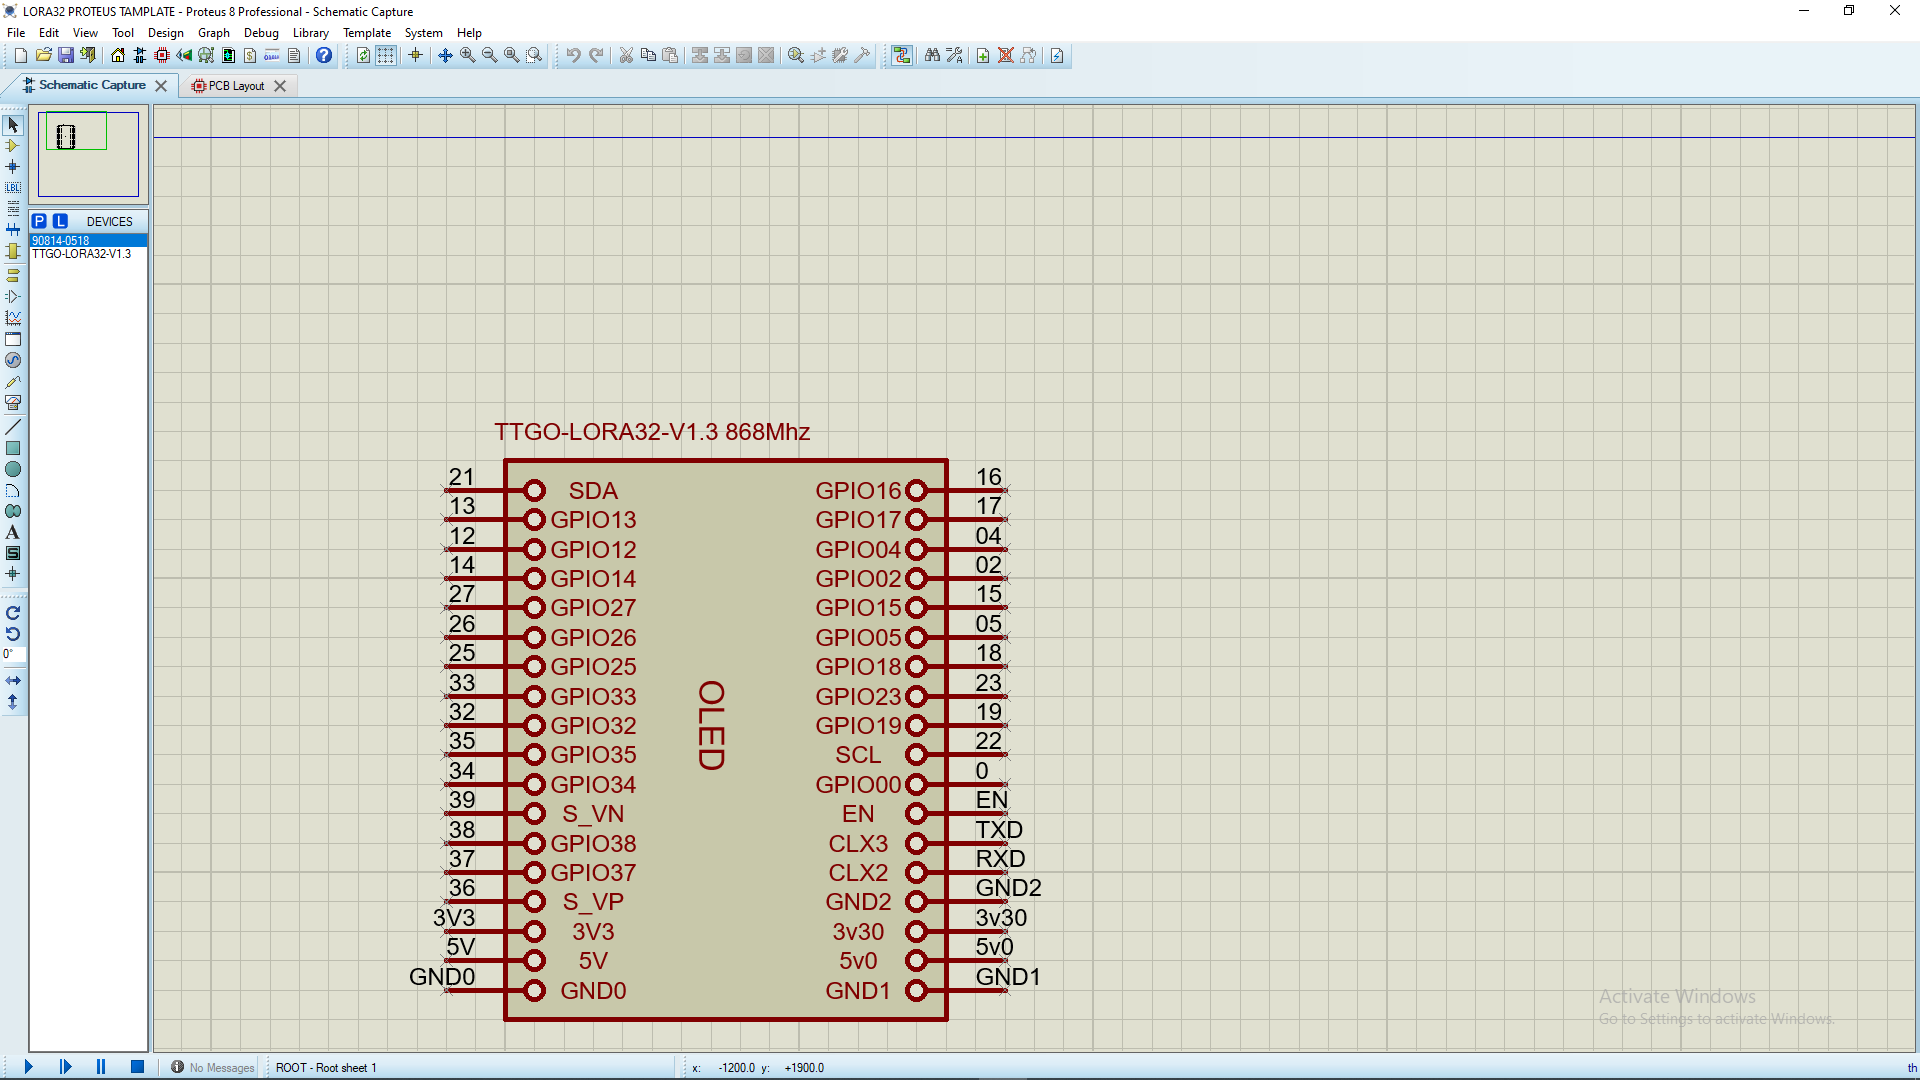 LORA32 PROTEUS TAMPLATE - Proteus 8 Professional - Schematic Capture
File Edit View Tool Design Graph Debug Library Template System Help
Schematic Capture PCB Layout
P L DEVICES
90814-0518
TTGO-LORA32-V1.3
LBL
A
S
0°
TTGO-LORA32-V1.3 868Mhz
21 SDA GPIO16 16
13 GPIO13 GPIO17 17
12 GPIO12 GPIO04 04
14 GPIO14 GPIO02 02
27 GPIO27 GPIO15 15
26 GPIO26 GPIO05 05
25 GPIO25 GPIO18 18
33 GPIO33 GPIO23 23
32 GPIO32 GPIO19 19
35 GPIO35 SCL 22
34 GPIO34 GPIO00 0
39 S_VN EN EN
38 GPIO38 CLX3 TXD
37 GPIO37 CLX2 RXD
36 S_VP GND2 GND2
3V3 3V3 3v30 3v30
5V 5V 5v0 5v0
GND0 GND0 GND1 GND1
OLED
Activate Windows
Go to Settings to activate Windows.
No Messages ROOT - Root sheet 1 x: -1200.0 y: +1900.0 th